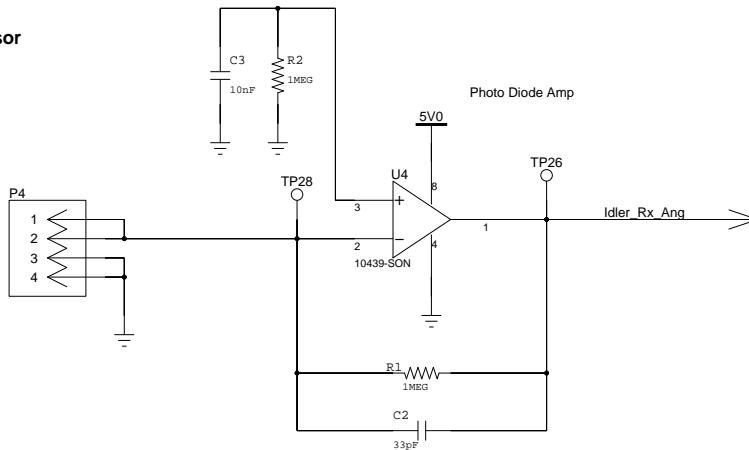 sor
C3
R2
10nF
1MEG
Photo Diode Amp
5V0
TP28
U4
TP26
P4
8
3
+
1
2
3
4
2
−
1
4
Idler_Rx_Ang
10439-SON
R1
1MEG
C2
33pF